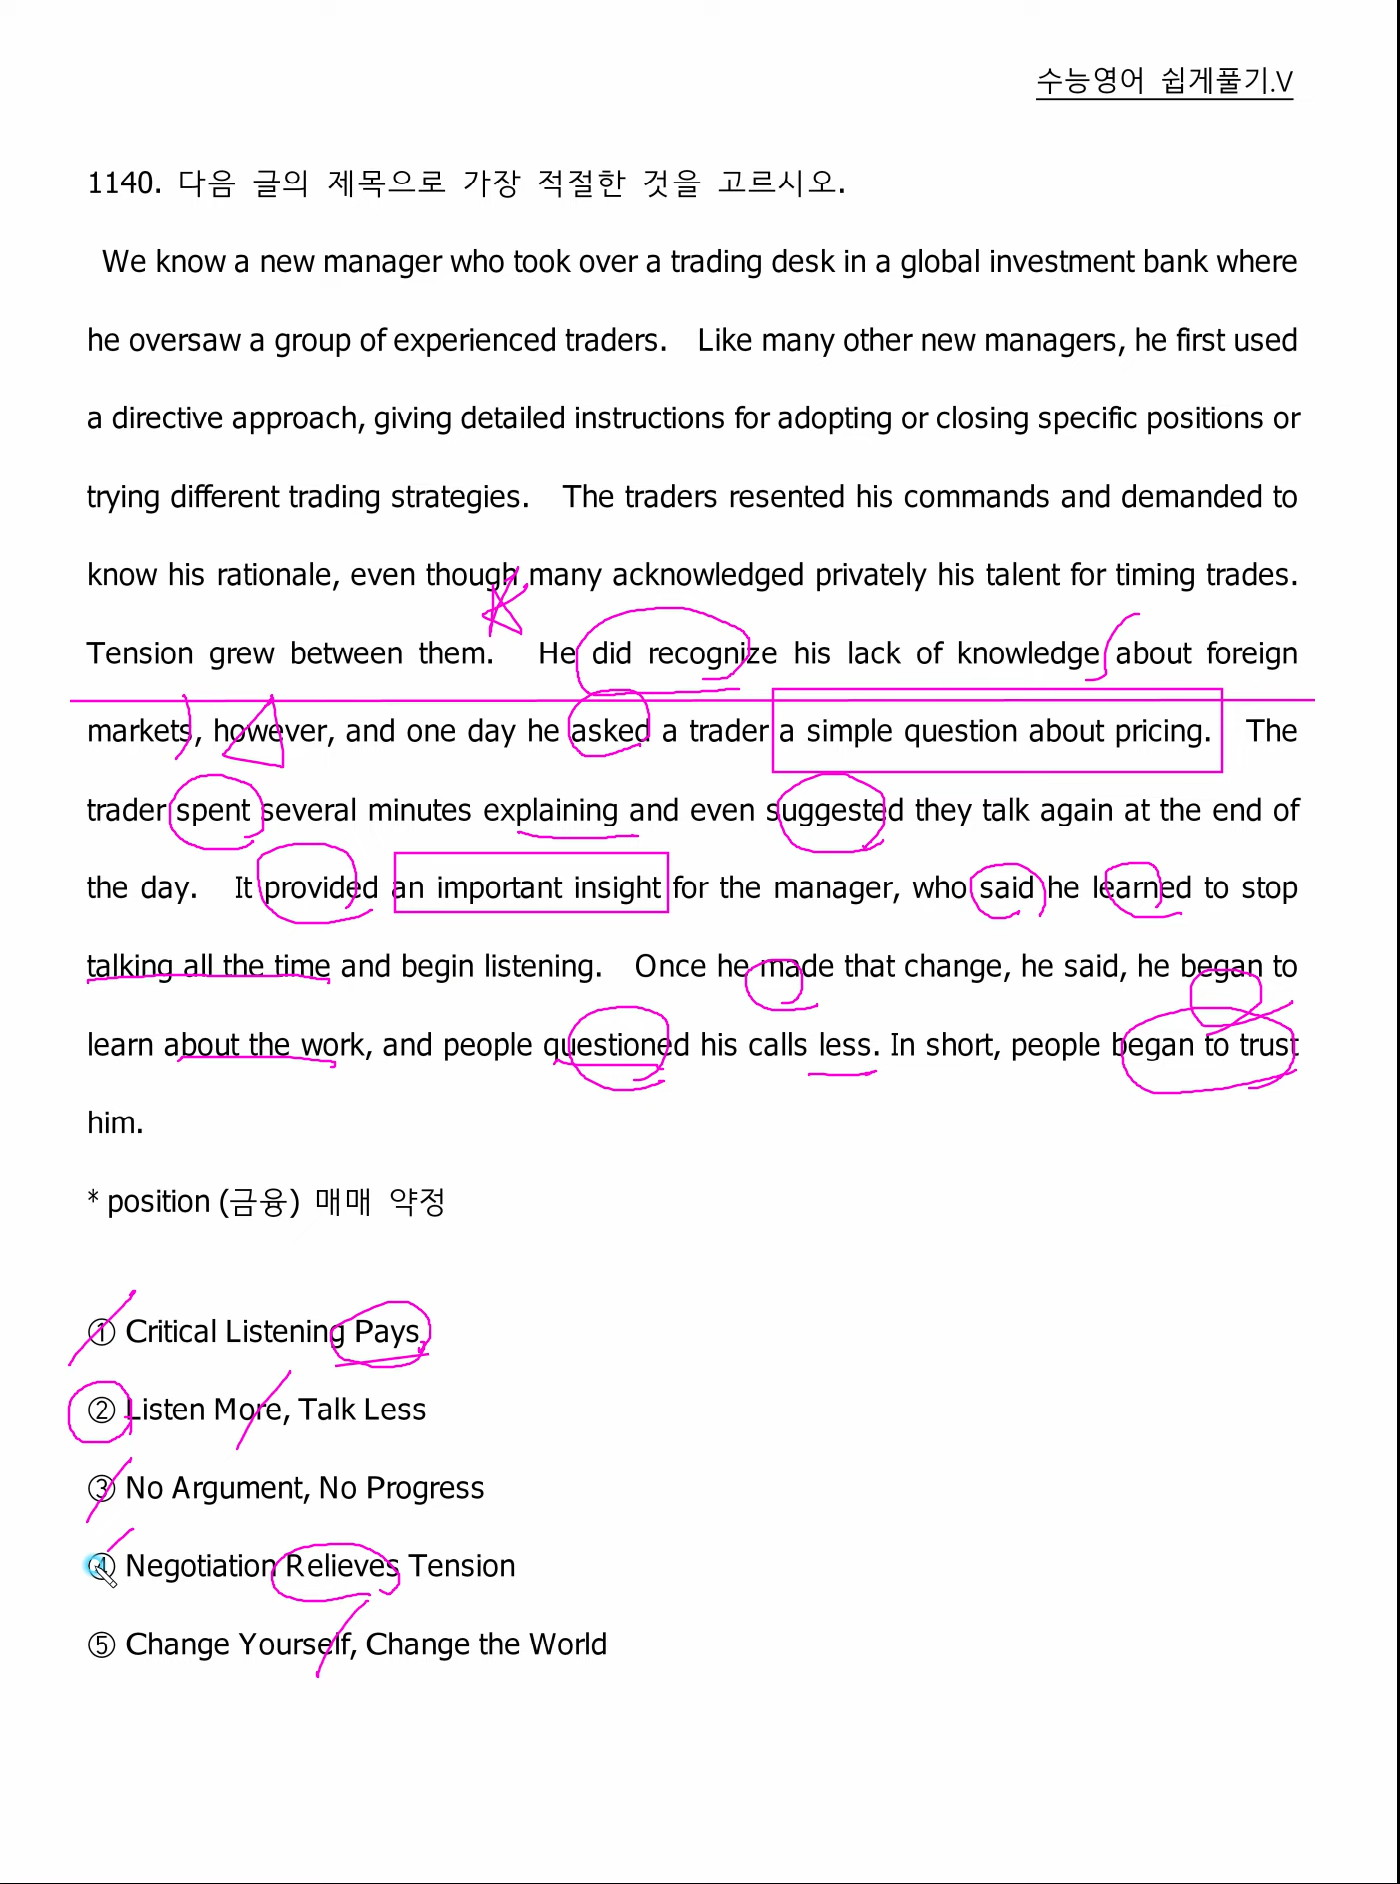 수능영어 쉽게풀기.V
1140. 다음 글의 제목으로 가장 적절한 것을 고르시오.
We know a new manager who took over a trading desk in a global investment bank where
he oversaw a group of experienced traders. Like many other new managers, he first used
a directive approach, giving detailed instructions for adopting or closing specific positions or
trying different trading strategies. The traders resented his commands and demanded to
know his rationale, even though many acknowledged privately his talent for timing trades.
Tension grew between them. He did recognize his lack of knowledge about foreign
markets, however, and one day he asked a trader a simple question about pricing. The
trader spent several minutes explaining and even suggested they talk again at the end of
the day. It provided an important insight for the manager, who said he learned to stop
talking all the time and begin listening. Once he made that change, he said, he began to
learn about the work, and people questioned his calls less. In short, people began to trust
him.
* position (금융) 매매 약정
① Critical Listening Pays
② Listen More, Talk Less
③ No Argument, No Progress
④ Negotiation Relieves Tension
⑤ Change Yourself, Change the World